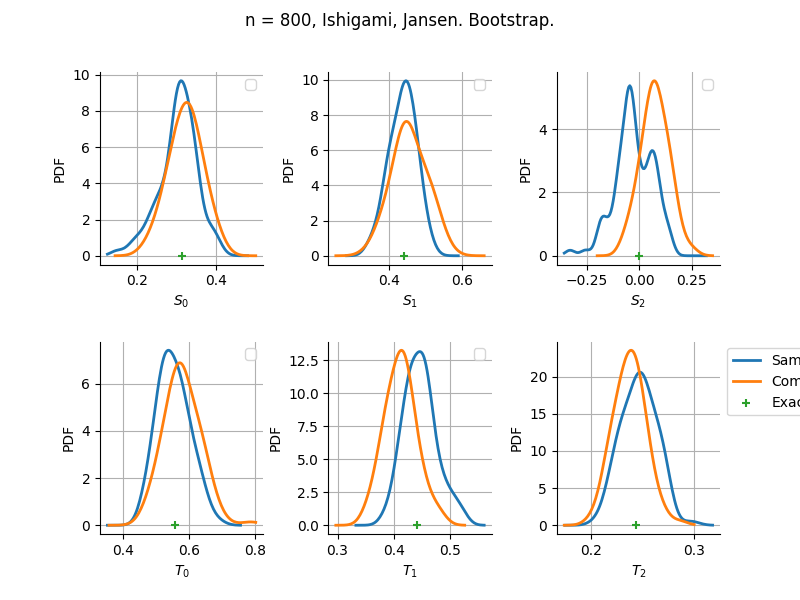 n = 800, Ishigami, Jansen. Bootstrap.
10
8
6
4
2
0
PDF
0.2
0.4
S₀
10
8
6
4
2
0
PDF
0.4
0.6
S₁
4
2
0
PDF
−0.25
0.00
0.25
S₂
6
4
2
0
PDF
0.4
0.6
0.8
T₀
12.5
10.0
7.5
5.0
2.5
0.0
PDF
0.3
0.4
0.5
T₁
20
15
10
5
0
PDF
0.2
0.3
T₂
Sam
Com
Exac